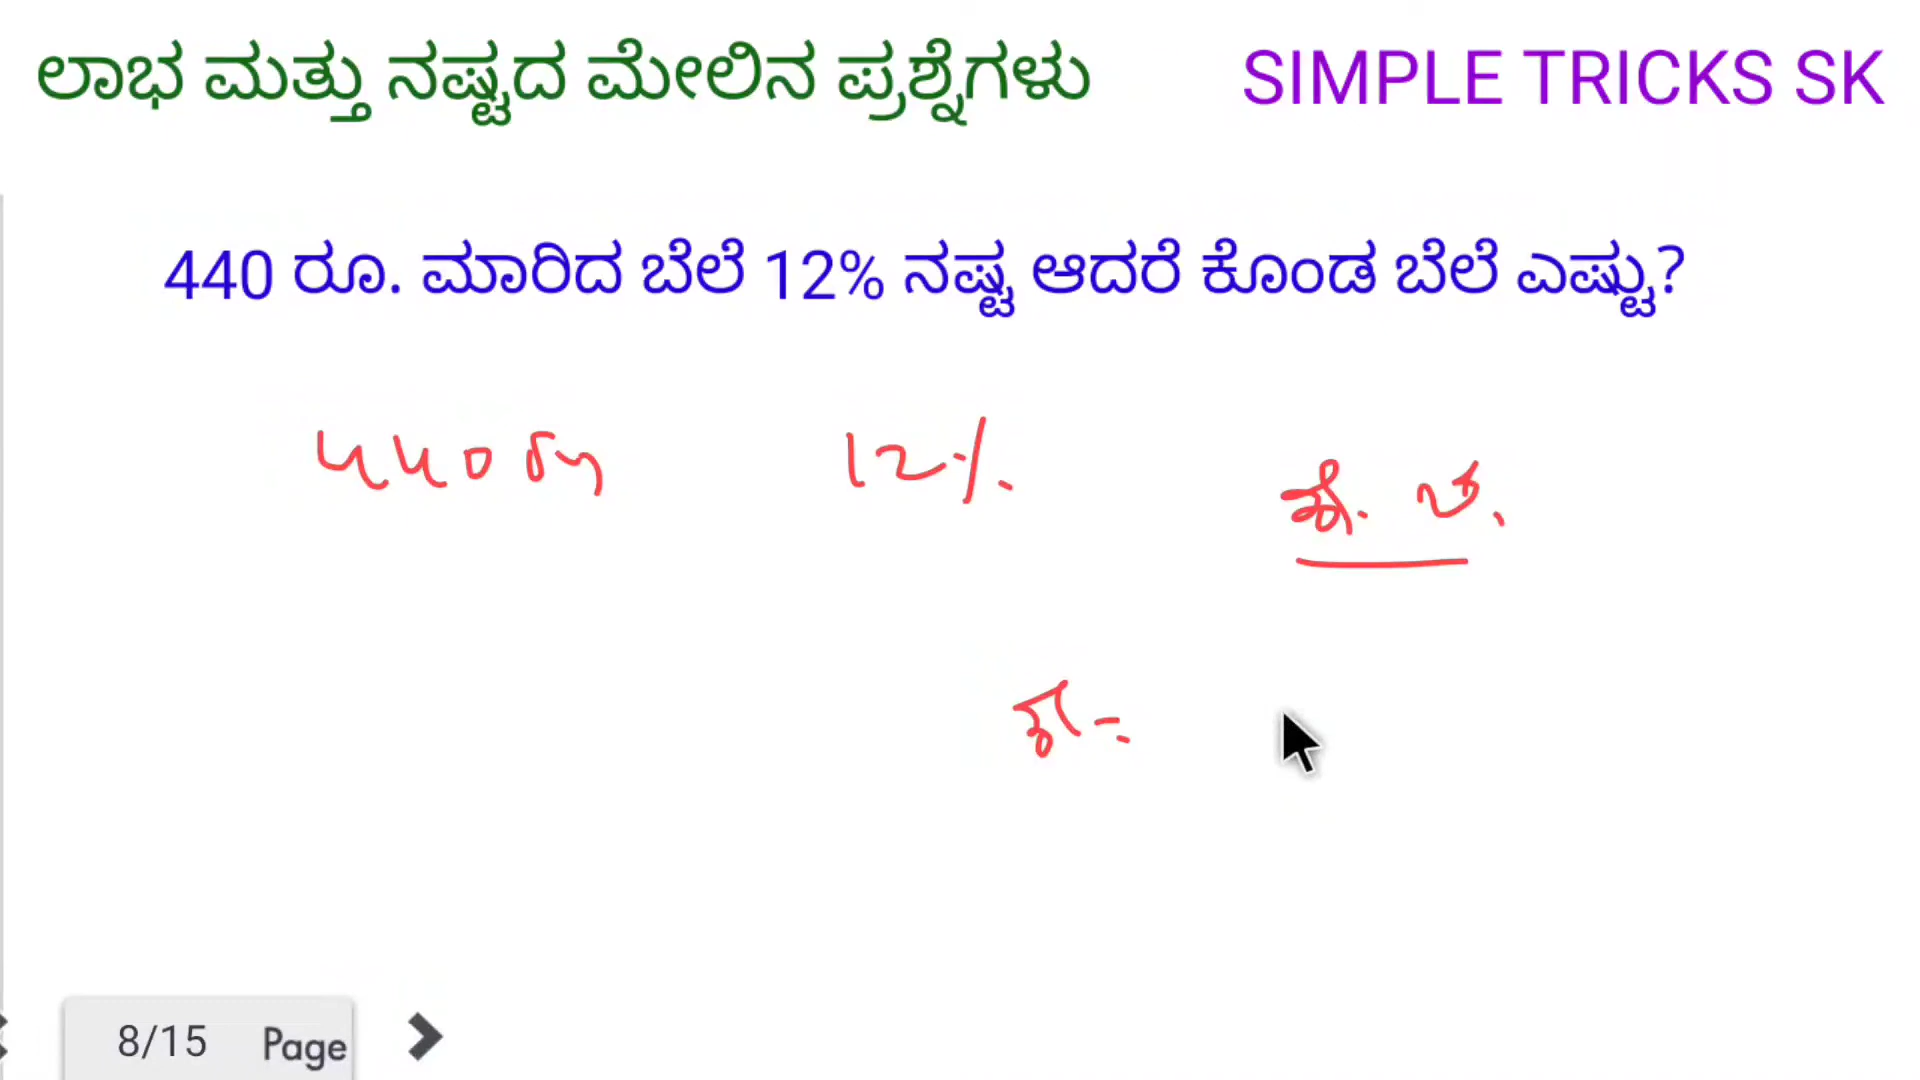 ಲಾಭ ಮತ್ತು ನಷ್ಟದ ಮೇಲಿನ ಪ್ರಶ್ನೆಗಳು SIMPLE TRICKS SK
440 ರೂ. ಮಾರಿದ ಬೆಲೆ 12% ನಷ್ಟ ಆದರೆ ಕೊಂಡ ಬೆಲೆ ಎಷ್ಟು?
440 ರೂ 12%
8/15 Page